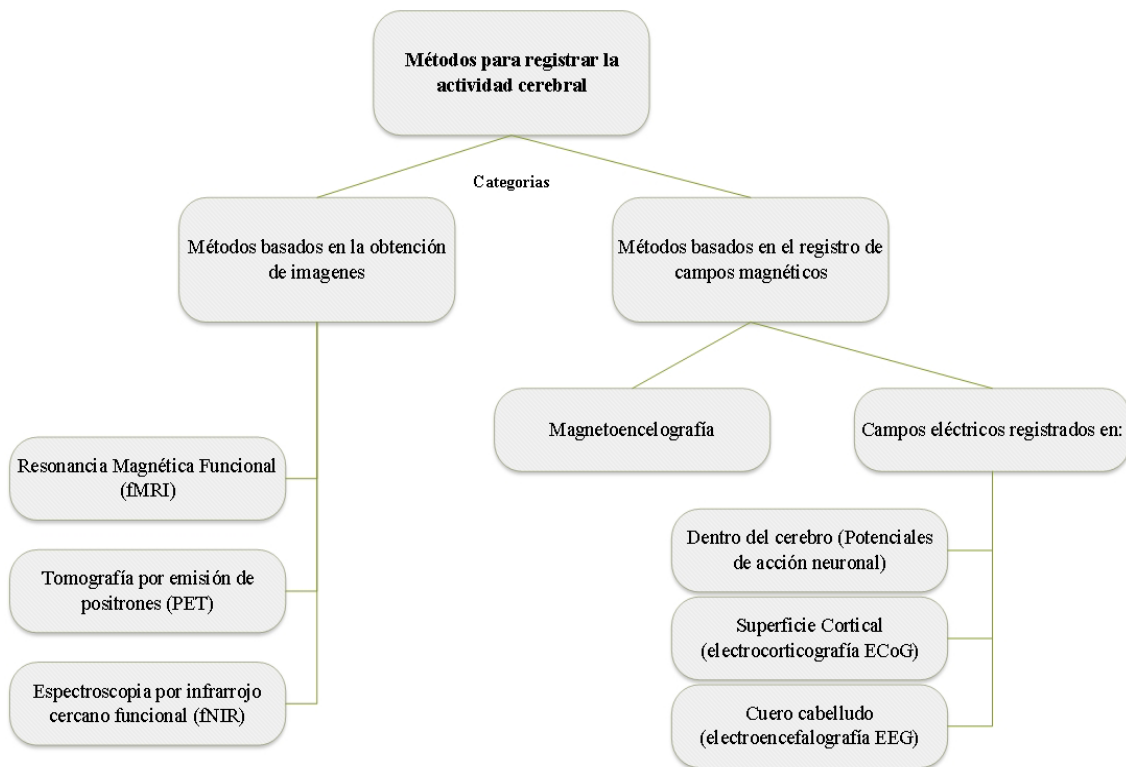 Métodos para registrar la
actividad cerebral
Categorias
Métodos basados en la obtención
de imagenes
Métodos basados en el registro de
campos magnéticos
Magnetoencelografía
Campos eléctricos registrados en:
Resonancia Magnética Funcional
(fMRI)
Tomografía por emisión de
positrones (PET)
Espectroscopia por infrarrojo
cercano funcional (fNIR)
Dentro del cerebro (Potenciales
de acción neuronal)
Superficie Cortical
(electrocorticografía ECoG)
Cuero cabelludo
(electroencefalografía EEG)